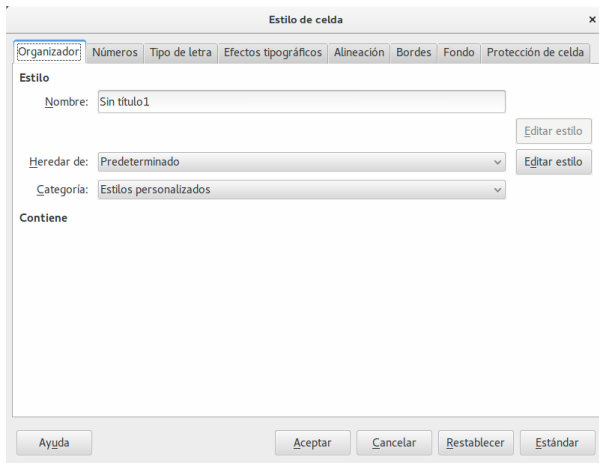 Estilo de celda
Organizador Números Tipo de letra Efectos tipográficos Alineación Bordes Fondo Protección de celda
Estilo
Nombre: Sin título1
Editar estilo
Heredar de: Predeterminado Editar estilo
Categoría: Estilos personalizados
Contiene
Ayuda Aceptar Cancelar Restablecer Estándar